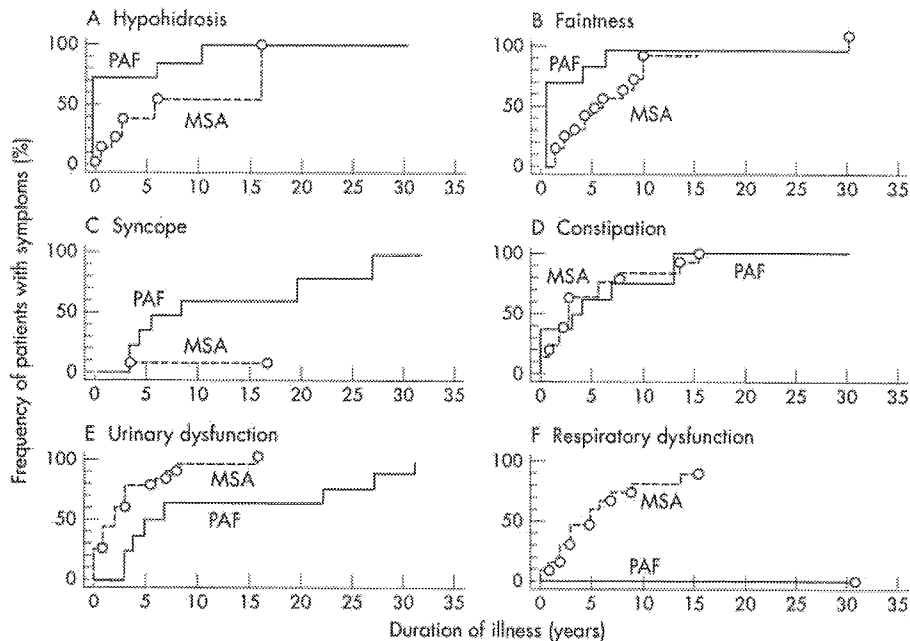 A Hypohidrosis
100
50
0
PAF
MSA
0 5 10 15 20 25 30 35
B Faintness
100
50
0
PAF
MSA
0 5 10 15 20 25 30 35
C Syncope
100
50
0
PAF
MSA
0 5 10 15 20 25 30 35
D Constipation
100
50
0
MSA
PAF
0 5 10 15 20 25 30 35
E Urinary dysfunction
100
50
0
MSA
PAF
0 5 10 15 20 25 30 35
F Respiratory dysfunction
100
50
0
MSA
PAF
0 5 10 15 20 25 30 35
Frequency of patients with symploms (%)
Duration of illness (years)